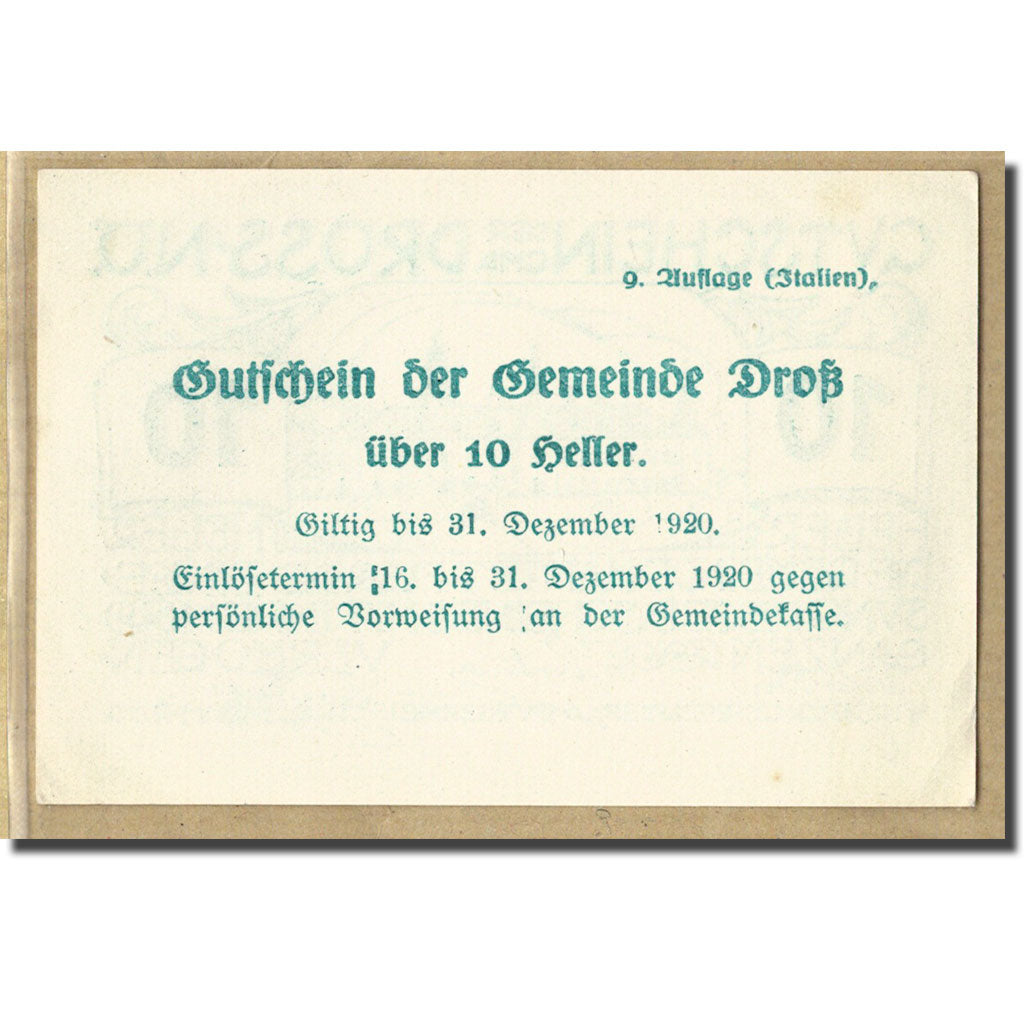 9. Auflage (Italien).
Gutschein der Gemeinde Droß
über 10 Heller.
Giltig bis 31. Dezember 1920.
Einlösetermin 16. bis 31. Dezember 1920 gegen
persönliche Vorweisung an der Gemeindekasse.